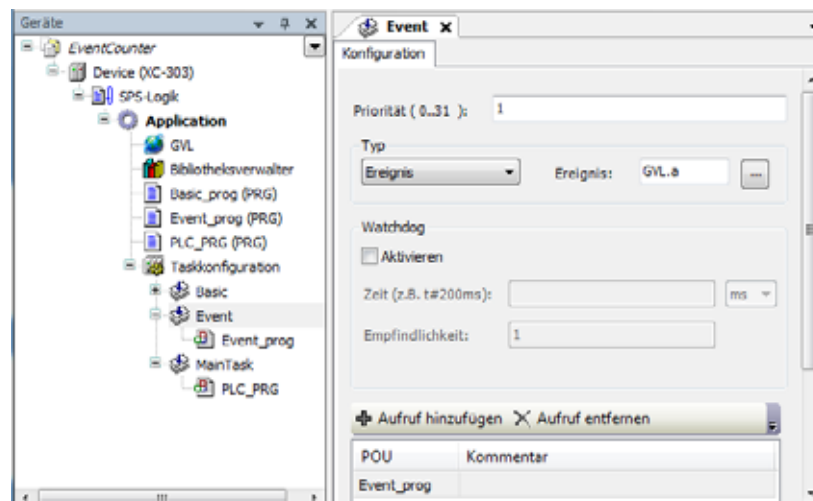 Geräte
EventCounter
Device (XC-303)
SPS-Logik
Application
GVL
Bibliotheksverwalter
Basic_prog (PRG)
Event_prog (PRG)
PLC_PRG (PRG)
Taskkonfiguration
Basic
Event
Event_prog
MainTask
PLC_PRG
Event
Konfiguration
Priorität ( 0..31 ): 1
Typ
Ereignis Ereignis: GVL.a ...
Watchdog
Aktivieren
Zeit (z.B. t#200ms): ms
Empfindlichkeit: 1
Aufruf hinzufügen Aufruf entfernen
POU Kommentar
Event_prog